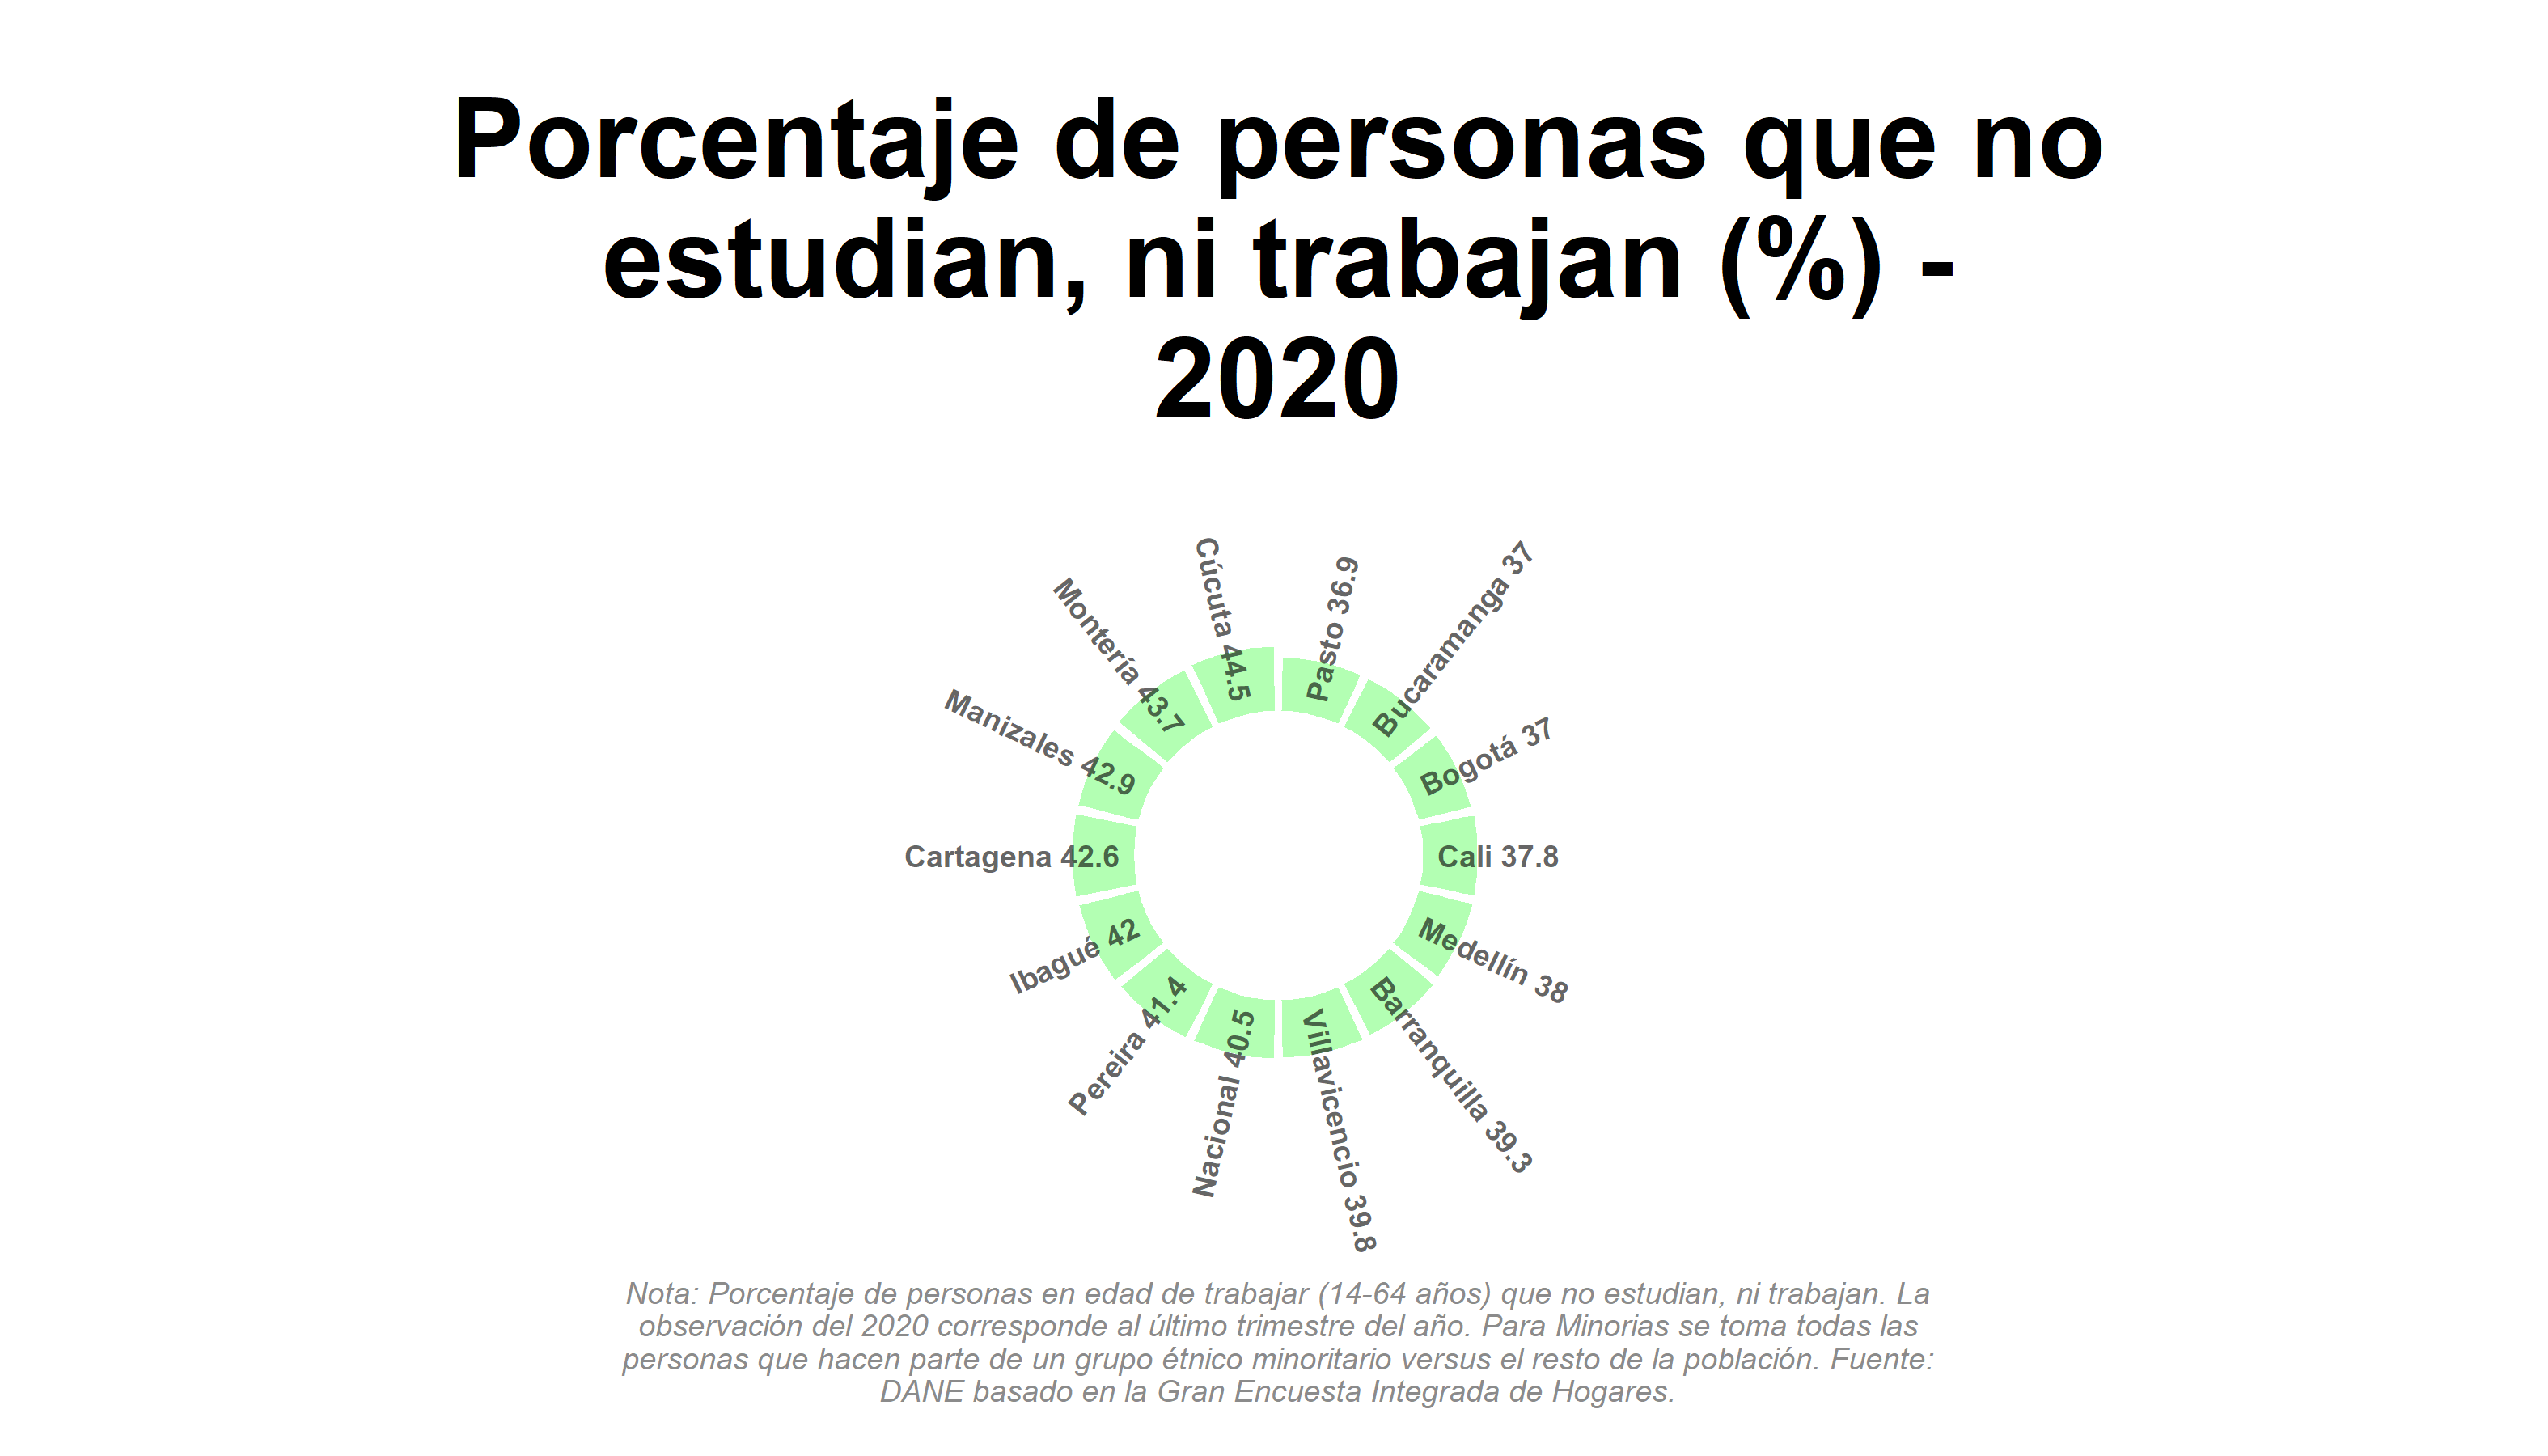 Porcentaje de personas que no
estudian, ni trabajan (%) -
2020
Pasto 36.9
Bucaramanga 37
Bogotá 37
Cali 37.8
Medellín 38
Barranquilla 39.3
Villavicencio 39.8
Nacional 40.5
Pereira 41.4
Ibagué 42
Cartagena 42.6
Manizales 42.9
Montería 43.7
Cúcuta 44.5
Nota: Porcentaje de personas en edad de trabajar (14-64 años) que no estudian, ni trabajan. La
observación del 2020 corresponde al último trimestre del año. Para Minorias se toma todas las
personas que hacen parte de un grupo étnico minoritario versus el resto de la población. Fuente:
DANE basado en la Gran Encuesta Integrada de Hogares.